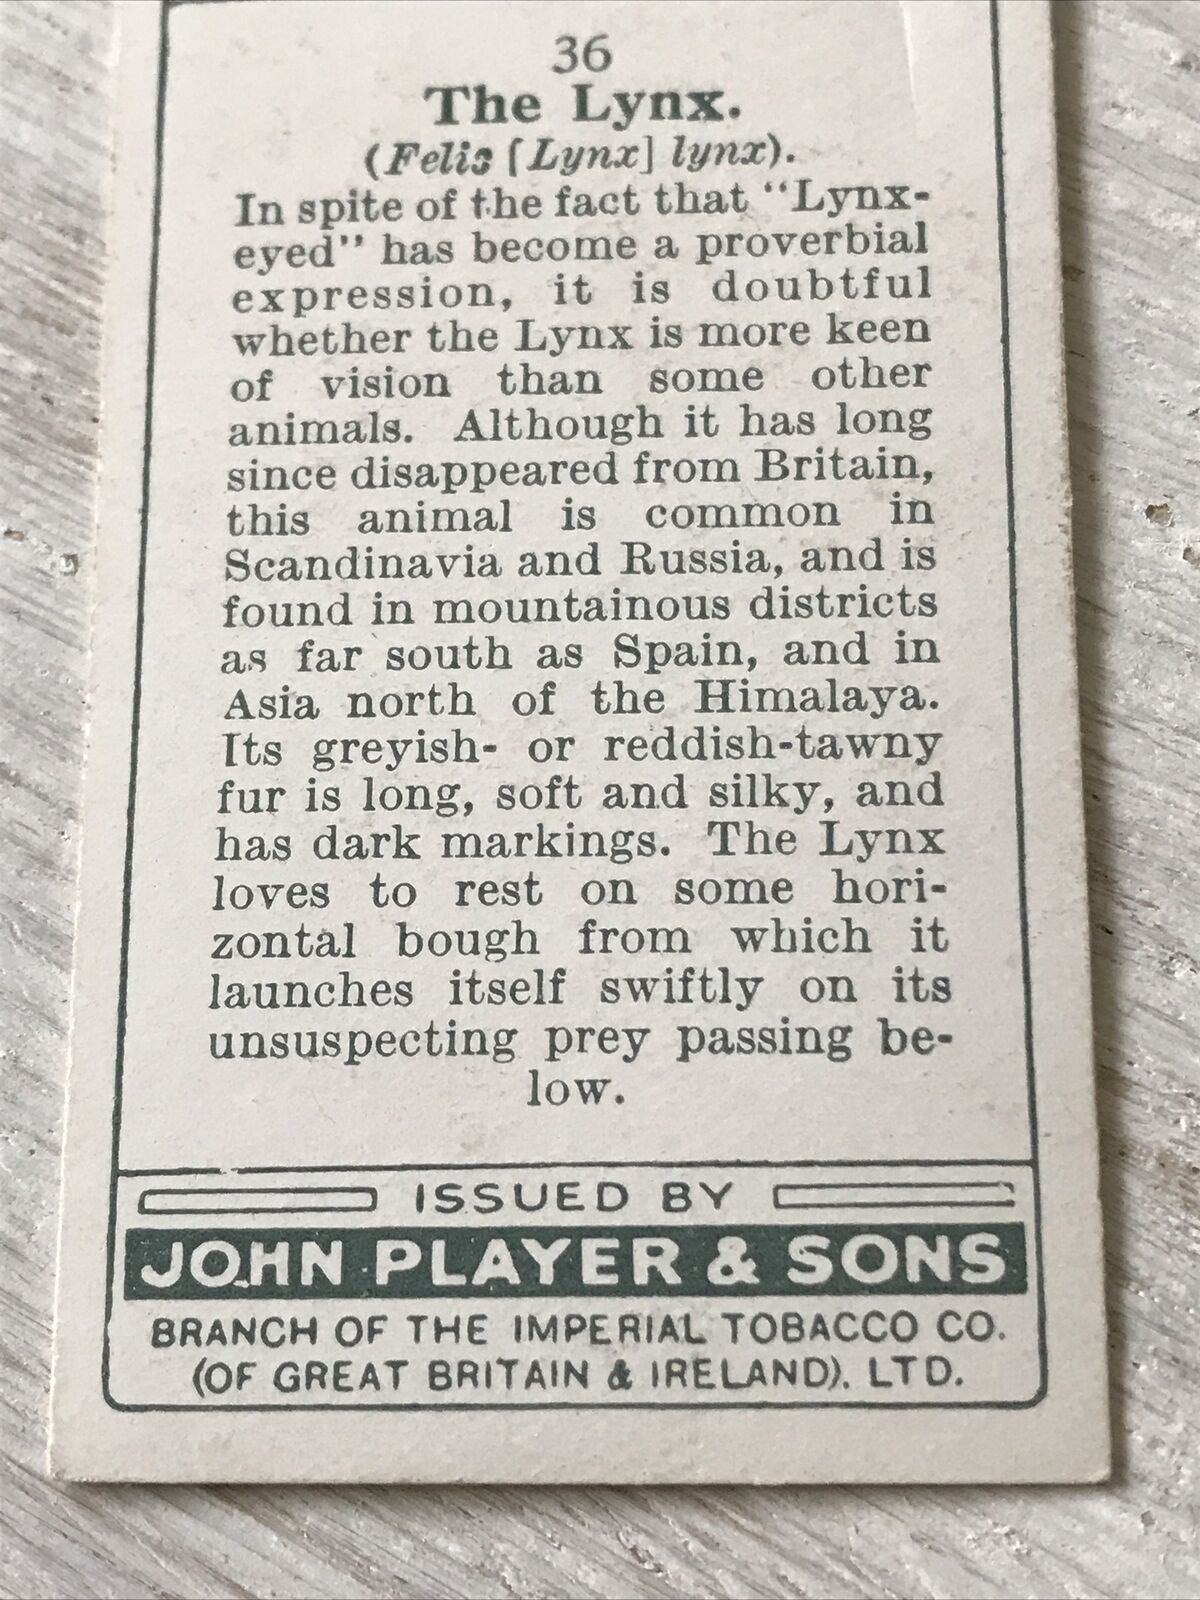 36
The Lynx.
(Felis [Lynx] lynx).
In spite of the fact that "Lynx-
eyed" has become a proverbial
expression, it is doubtful
whether the Lynx is more keen
of vision than some other
animals. Although it has long
since disappeared from Britain,
this animal is common in
Scandinavia and Russia, and is
found in mountainous districts
as far south as Spain, and in
Asia north of the Himalaya.
Its greyish- or reddish-tawny
fur is long, soft and silky, and
has dark markings. The Lynx
loves to rest on some hori-
zontal bough from which it
launches itself swiftly on its
unsuspecting prey passing be-
low.
ISSUED BY
JOHN PLAYER & SONS
BRANCH OF THE IMPERIAL TOBACCO CO.
(OF GREAT BRITAIN & IRELAND), LTD.